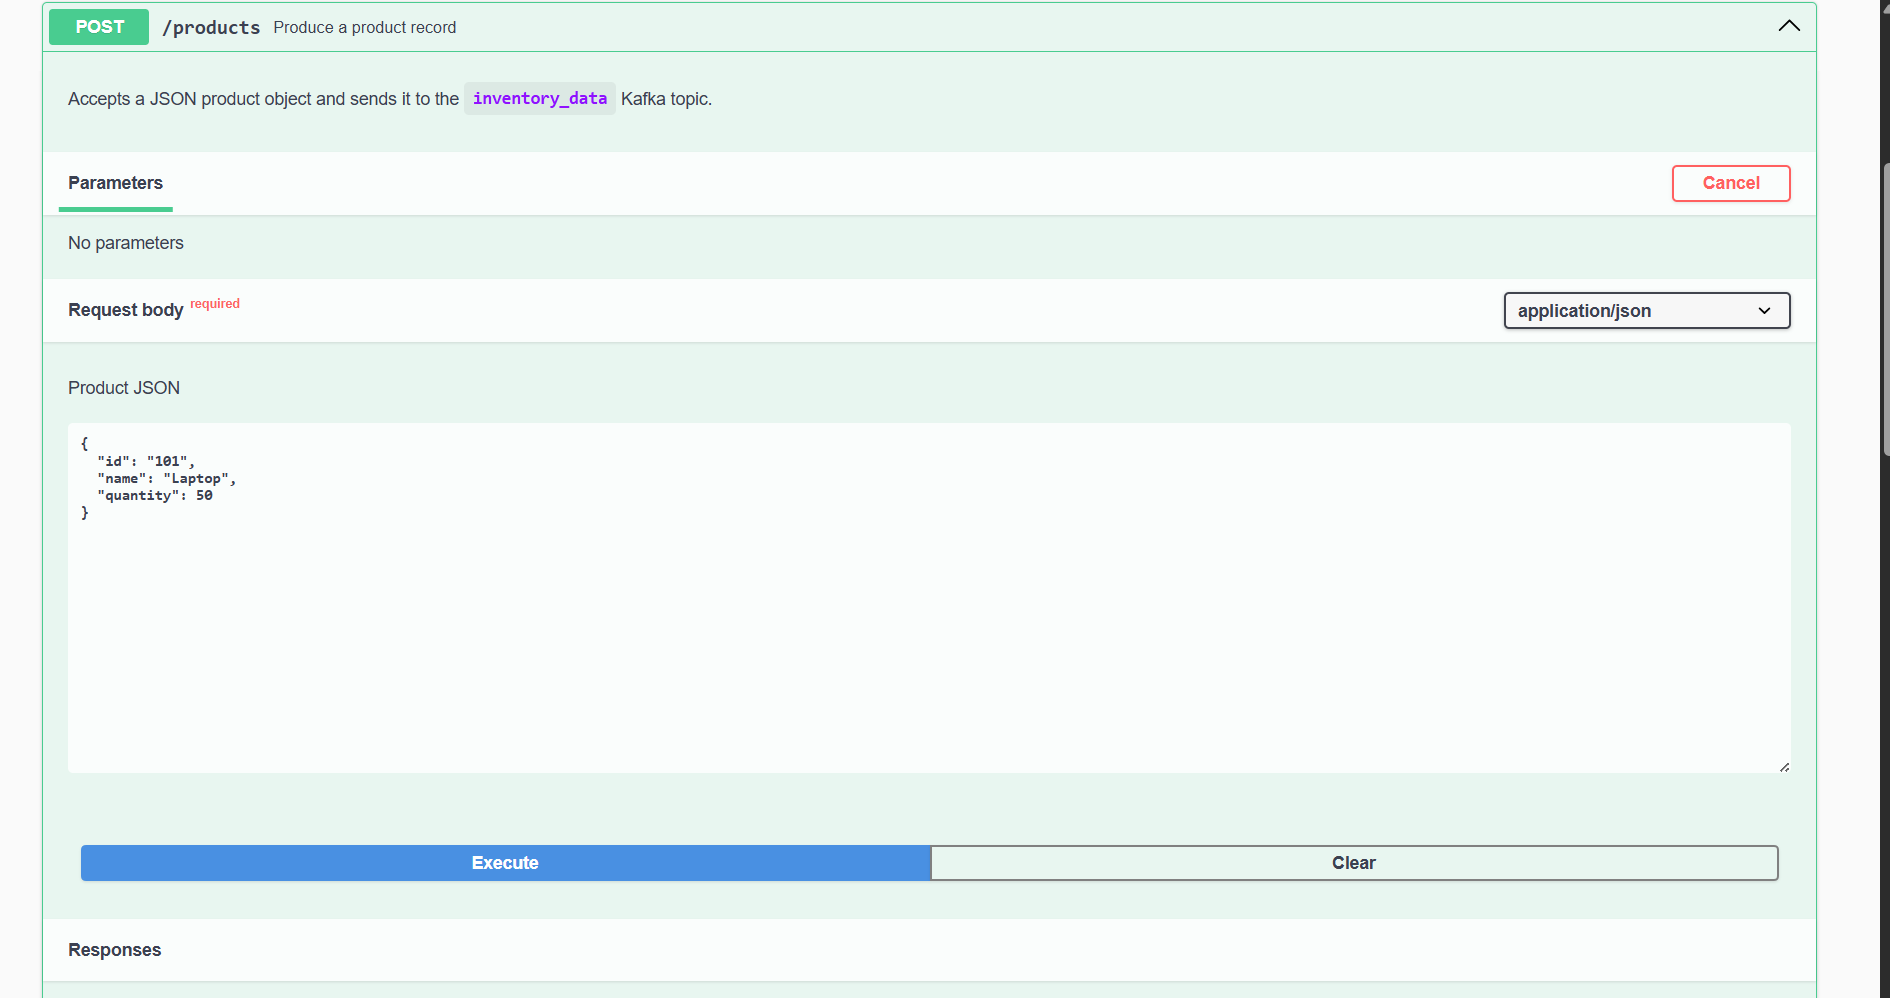 POST /products Produce a product record
Accepts a JSON product object and sends it to the inventory_data Kafka topic.
Parameters
Cancel
No parameters
Request body required
application/json
Product JSON
{
  "id": "101",
  "name": "Laptop",
  "quantity": 50
}
Execute
Clear
Responses